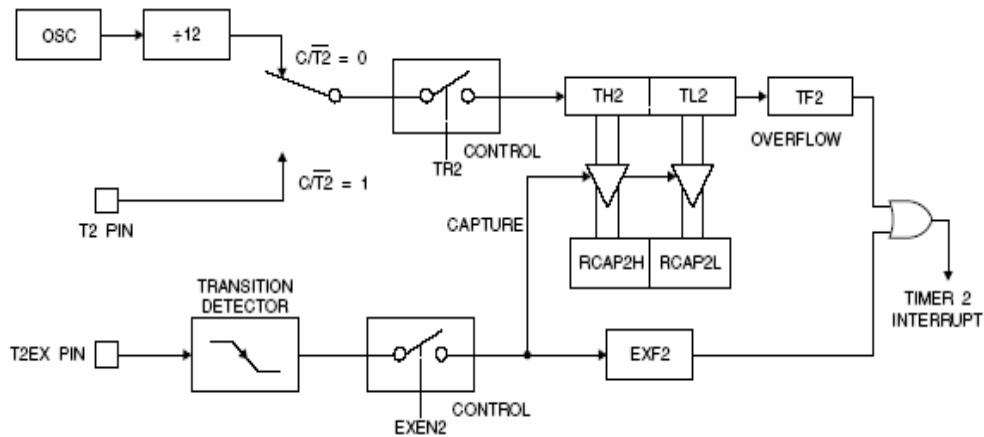 OSC
÷12
C/T2̅ = 0
TH2
TL2
TF2
OVERFLOW
CONTROL
TR2
C/T2̅ = 1
T2 PIN
CAPTURE
RCAP2H
RCAP2L
TRANSITION
DETECTOR
TIMER 2
INTERRUPT
T2EX PIN
EXF2
CONTROL
EXEN2